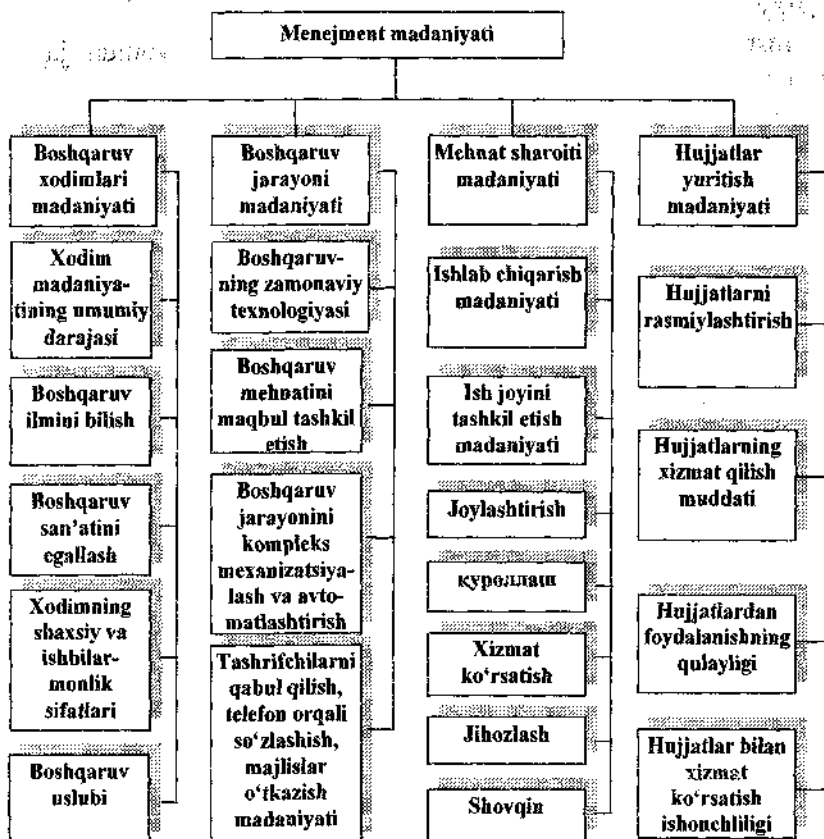 Menejment madaniyati
Boshqaruv
xodimlari
madaniyati
Xodim
madaniya-
tining umumiy
darajasi
Boshqaruv
ilmini bilish
Boshqaruv
san’atini
egallash
Xodimning
shaxsiy va
ishbilar-
monlik
sifatlari
Boshqaruv
uslubi
Boshqaruv
jarayoni
madaniyati
Boshqaruv-
ning zamonaviy
texnologiyasi
Boshqaruv
mehnatini
maqbul tashkil
etish
Boshqaruv
jarayonini
kompleks
mexanizatsiya-
lash va avto-
matlashtirish
Tashrifchilarni
qabul qilish,
telefon orqali
so‘zlashish,
majlislar
o‘tkazish
madaniyati
Mehnat sharoiti
madaniyati
Ishlab chiqarish
madaniyati
Ish joyini
tashkil etish
madaniyati
Joylashtirish
қуроллаш
Xizmat
ko‘rsatish
Jihozlash
Shovqin
Hujjatlar
yuritish
madaniyati
Hujjatlarni
rasmiylashtirish
Hujjatlarning
xizmat qilish
muddati
Hujjatlardan
foydalanishning
qulayligi
Hujjatlar bilan
xizmat
ko‘rsatish
ishonchliligi